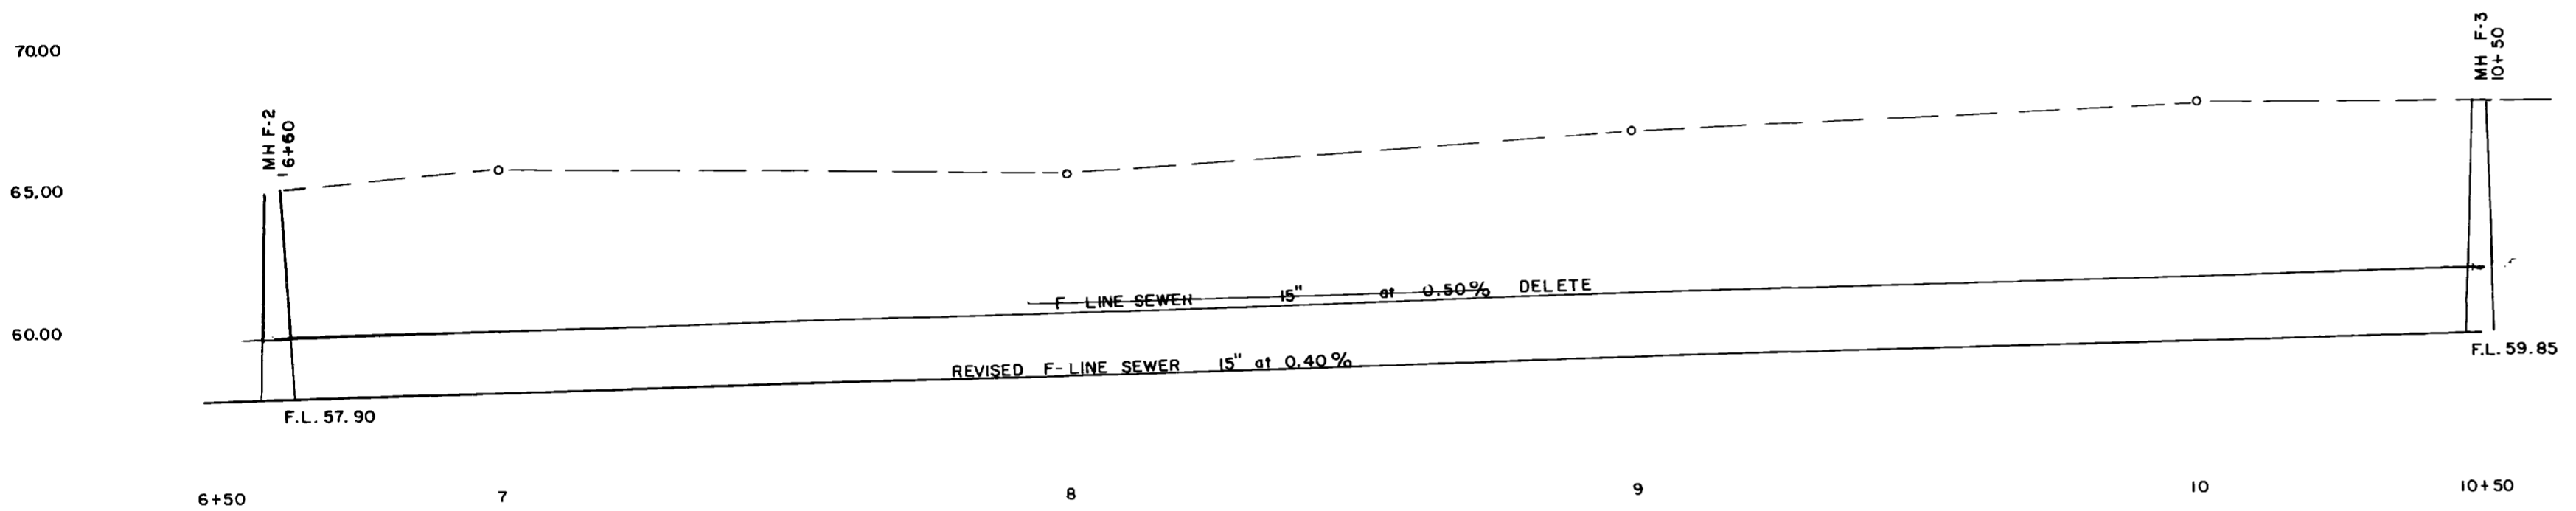 70.00
MH F-3
10+50
MH F-2
6+60
65.00
F-LINE SEWER 15" at 0.50% DELETE
60.00
F.L. 59.85
REVISED F-LINE SEWER 15" at 0.40%
F.L. 57.90
6+50 7 8 9 10 10+50